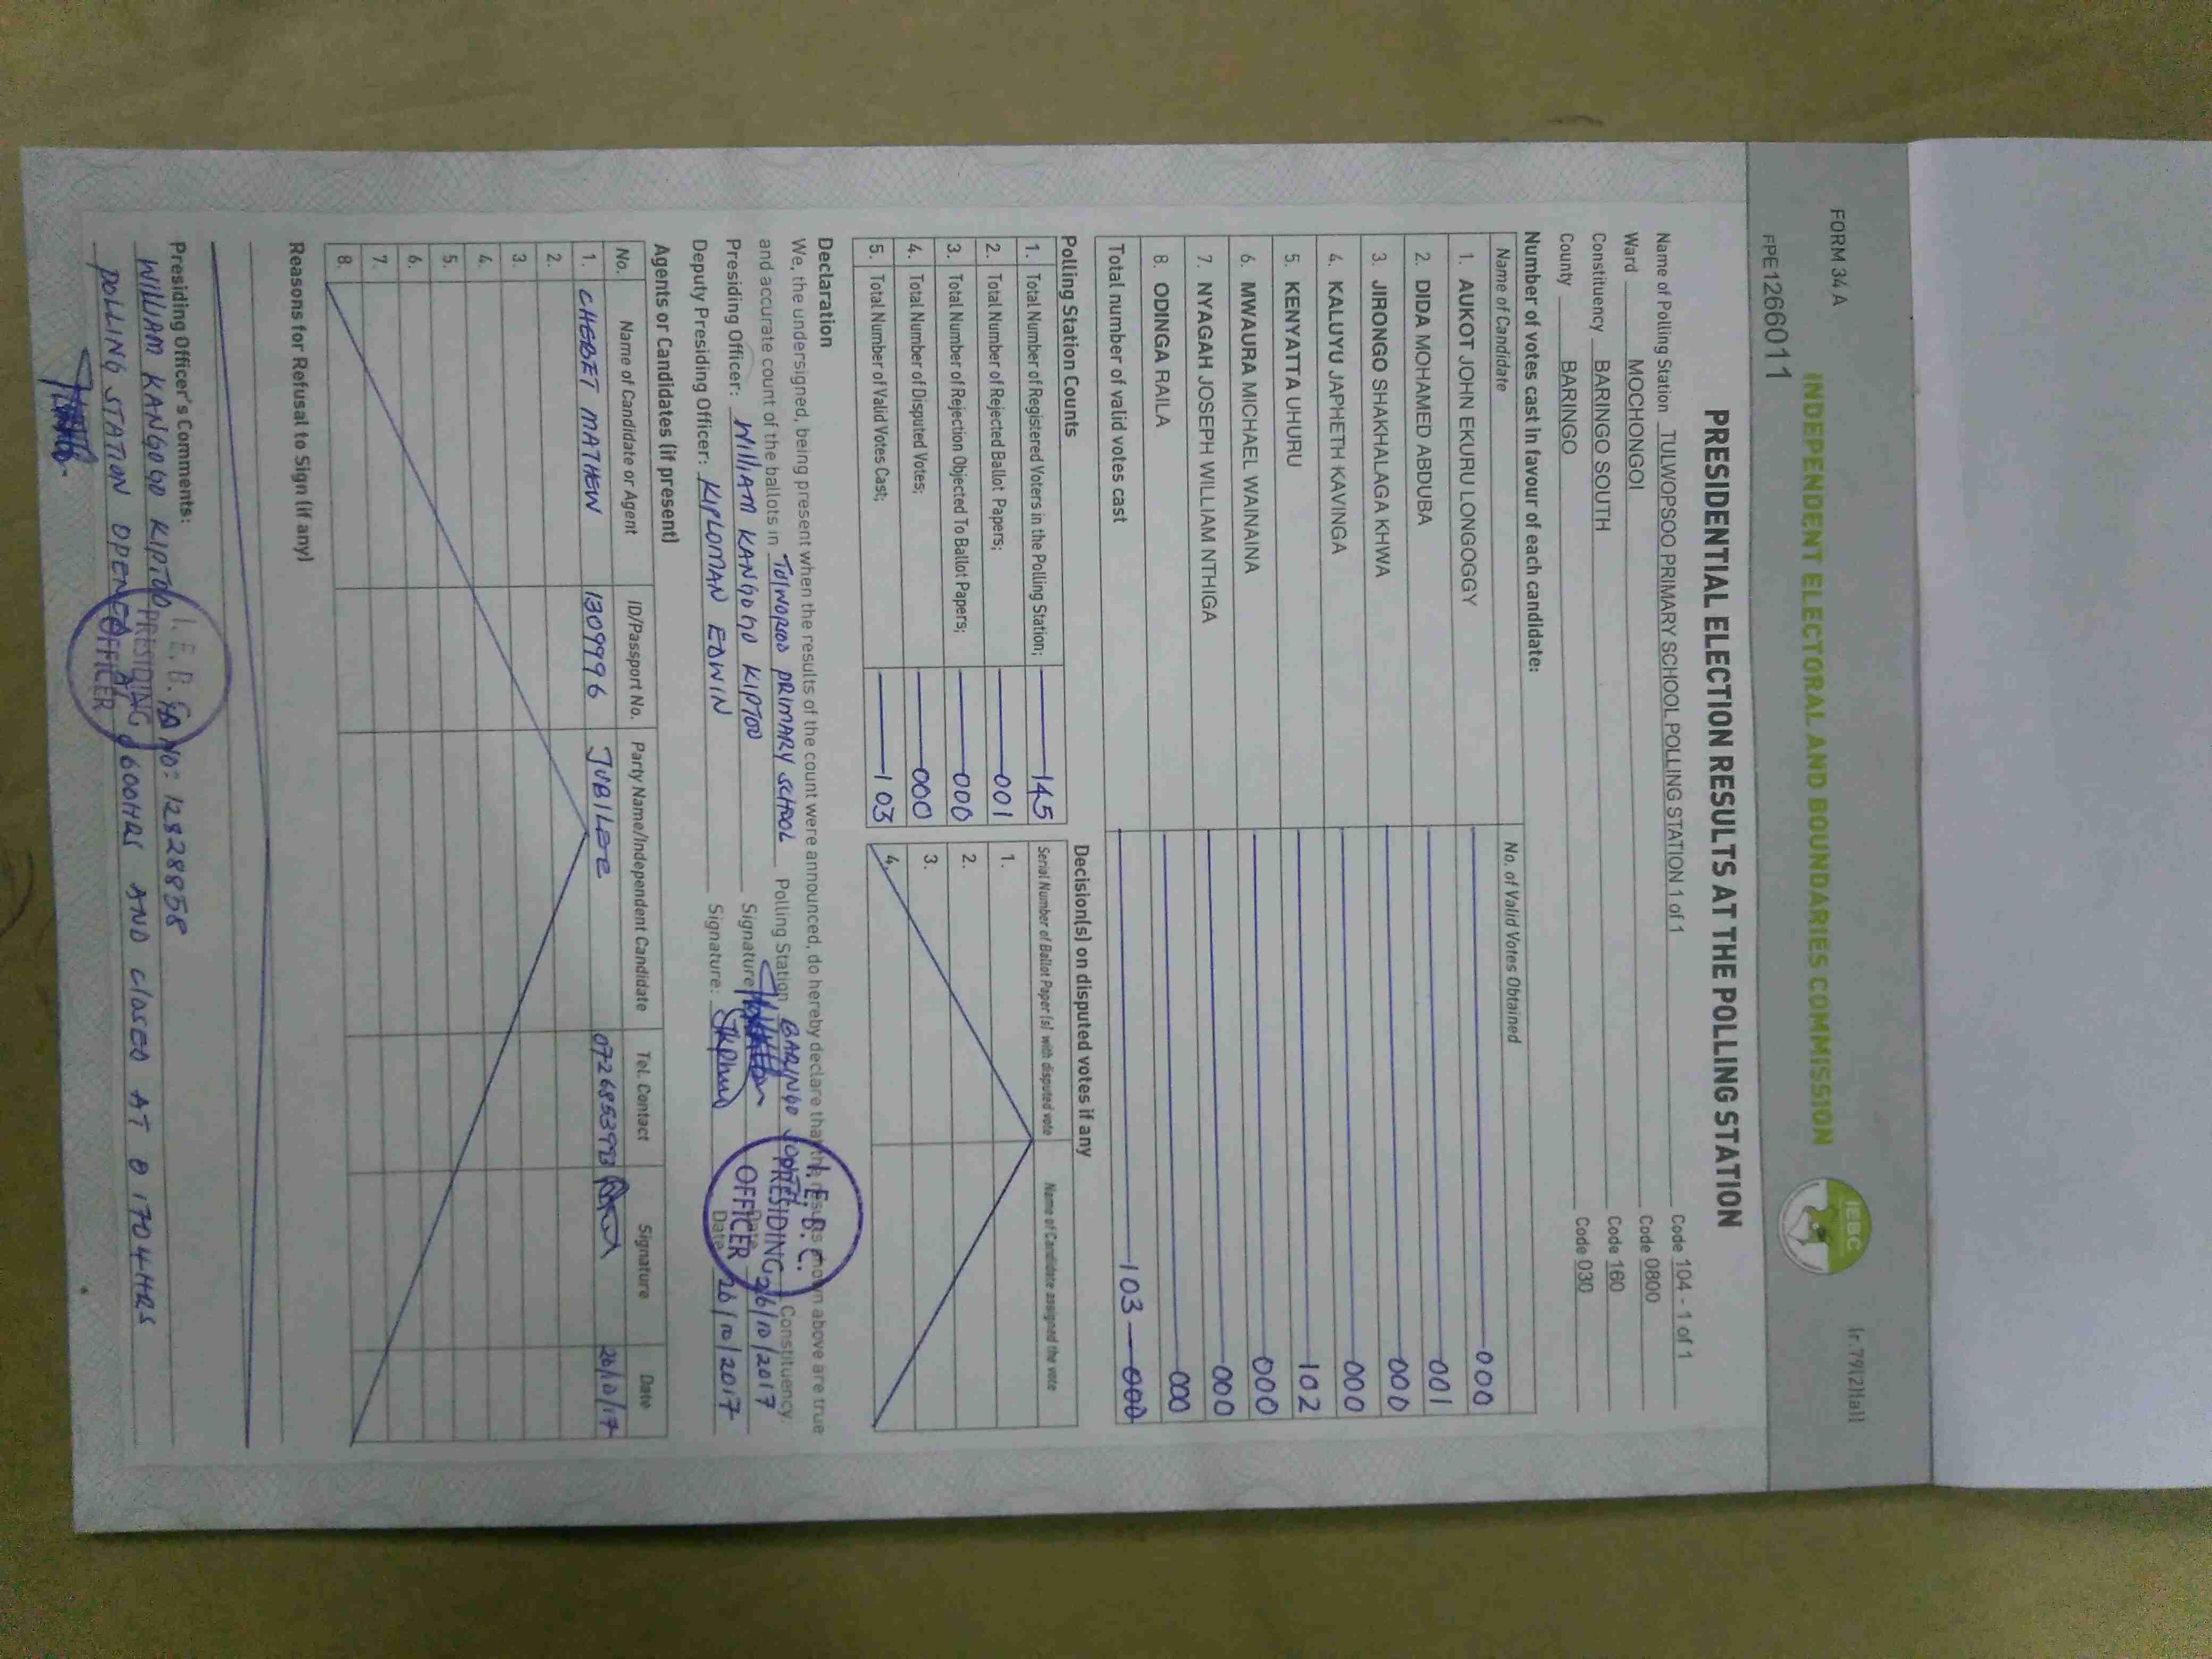 FORM 34 A
Ir.79(2)(a)
INDEPENDENT ELECTORAL AND BOUNDARIES COMMISSION
IEBC
PPE1266011
PRESIDENTIAL ELECTION RESULTS AT THE POLLING STATION
Name of Polling Station TULWOPSOO PRIMARY SCHOOL POLLING STATION 1 of 1 Code 104 - 1 of 1
Ward MOCHONGOI Code 0800
Constituency BARINGO SOUTH Code 160
County BARINGO Code 030
Number of votes cast in favour of each candidate:
Name of Candidate No. of Valid Votes Obtained
1. AUKOT JOHN EKURU LONGOGGY 000
2. DIDA MOHAMED ABDUBA 001
3. JIRONGO SHAKHALAGA KHWA 000
4. KALUYU JAPHETH KAVINGA 000
5. KENYATTA UHURU 102
6. MWAURA MICHAEL WAINAINA 000
7. NYAGAH JOSEPH WILLIAM NTHIGA 000
8. ODINGA RAILA 000
Total number of valid votes cast 103 000
Polling Station Counts
1. Total Number of Registered Voters in the Polling Station; 145
2. Total Number of Rejected Ballot Papers; 001
3. Total Number of Rejection Objected To Ballot Papers; 000
4. Total Number of Disputed Votes; 000
5. Total Number of Valid Votes Cast; 103
Decision(s) on disputed votes if any
Serial Number of Ballot Paper(s) with disputed vote Name of Candidate assigned the vote
1.
2.
3.
4.
Declaration
We, the undersigned, being present when the results of the count were announced, do hereby declare that the results shown above are true
and accurate count of the ballots in TULWOPSOO PRIMARY SCHOOL Polling Station BARINGO SOUTH Constituency.
Presiding Officer: WILLIAM KANGOGO KIPTOO Signature: Date 26/10/2017
Deputy Presiding Officer: KIPLOMAN EDWIN Signature: Date 26/10/2017
I. E. B. C.
PRESIDING
OFFICER
Agents or Candidates (if present)
No. Name of Candidate or Agent ID/Passport No. Party Name/Independent Candidate Tel. Contact Signature Date
1. CHEBET MATHEW 1309996 JUBILEE 0726853993 26/10/17
2.
3.
4.
5.
6.
7.
8.
Reasons for Refusal to Sign (if any)
Presiding Officer's Comments:
WILLIAM KANGOGO KIPTOO NO: 12828858
POLLING STATION OPENED AT 0600HRS AND CLOSED AT 1704HRS
I. E. B. C.
PRESIDING
OFFICER